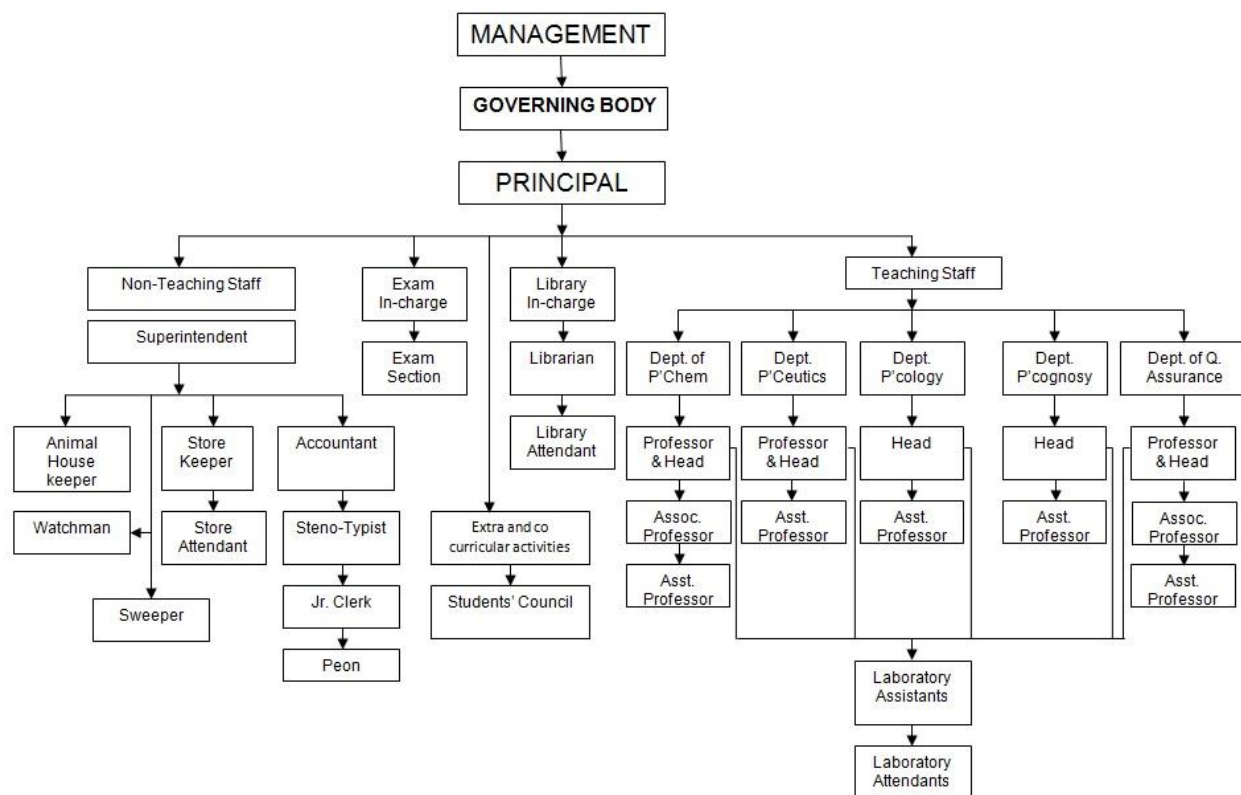 MANAGEMENT
GOVERNING BODY
PRINCIPAL
Non-Teaching Staff
Exam
In-charge
Library
In-charge
Teaching Staff
Superintendent
Exam
Section
Librarian
Dept. of
P'Chem
Dept.
P'Ceutics
Dept.
P'cology
Dept.
P'cognosy
Dept. of Q.
Assurance
Animal
House
keeper
Store
Keeper
Accountant
Library
Attendant
Professor
& Head
Professor
& Head
Head
Head
Professor
& Head
Watchman
Store
Attendant
Steno-Typist
Extra and co
curricular activities
Assoc.
Professor
Asst.
Professor
Asst.
Professor
Asst.
Professor
Assoc.
Professor
Sweeper
Jr. Clerk
Students' Council
Asst.
Professor
Asst.
Professor
Peon
Laboratory
Assistants
Laboratory
Attendants